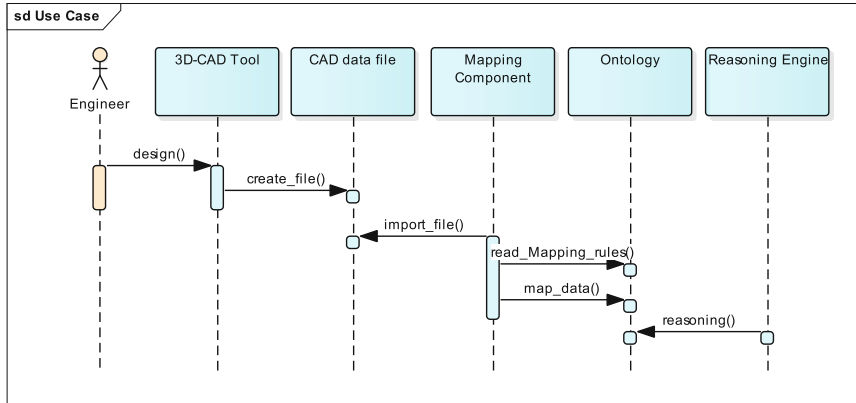 sd Use Case
Engineer
3D-CAD Tool
CAD data file
Mapping
Component
Ontology
Reasoning Engine
design()
create_file()
import_file()
read_Mapping_rules()
map_data()
reasoning()